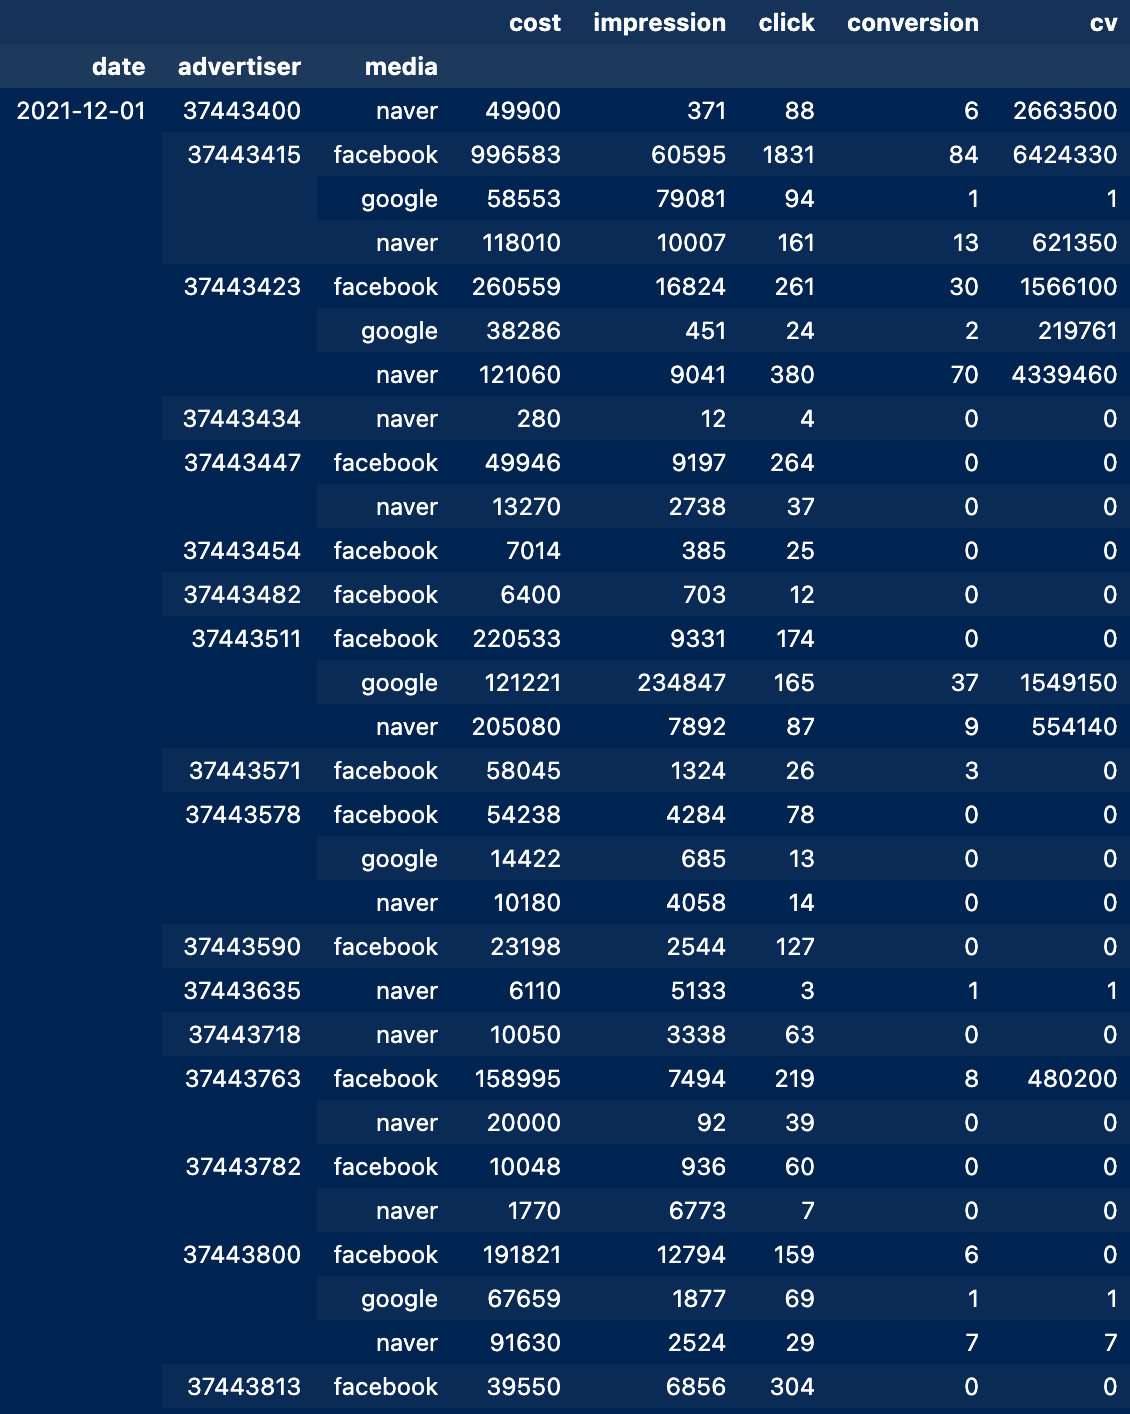 cost impression click conversion cv
date advertiser media
2021-12-01 37443400 naver 49900 371 88 6 2663500
37443415 facebook 996583 60595 1831 84 6424330
google 58553 79081 94 1 1
naver 118010 10007 161 13 621350
37443423 facebook 260559 16824 261 30 1566100
google 38286 451 24 2 219761
naver 121060 9041 380 70 4339460
37443434 naver 280 12 4 0 0
37443447 facebook 49946 9197 264 0 0
naver 13270 2738 37 0 0
37443454 facebook 7014 385 25 0 0
37443482 facebook 6400 703 12 0 0
37443511 facebook 220533 9331 174 0 0
google 121221 234847 165 37 1549150
naver 205080 7892 87 9 554140
37443571 facebook 58045 1324 26 3 0
37443578 facebook 54238 4284 78 0 0
google 14422 685 13 0 0
naver 10180 4058 14 0 0
37443590 facebook 23198 2544 127 0 0
37443635 naver 6110 5133 3 1 1
37443718 naver 10050 3338 63 0 0
37443763 facebook 158995 7494 219 8 480200
naver 20000 92 39 0 0
37443782 facebook 10048 936 60 0 0
naver 1770 6773 7 0 0
37443800 facebook 191821 12794 159 6 0
google 67659 1877 69 1 1
naver 91630 2524 29 7 7
37443813 facebook 39550 6856 304 0 0